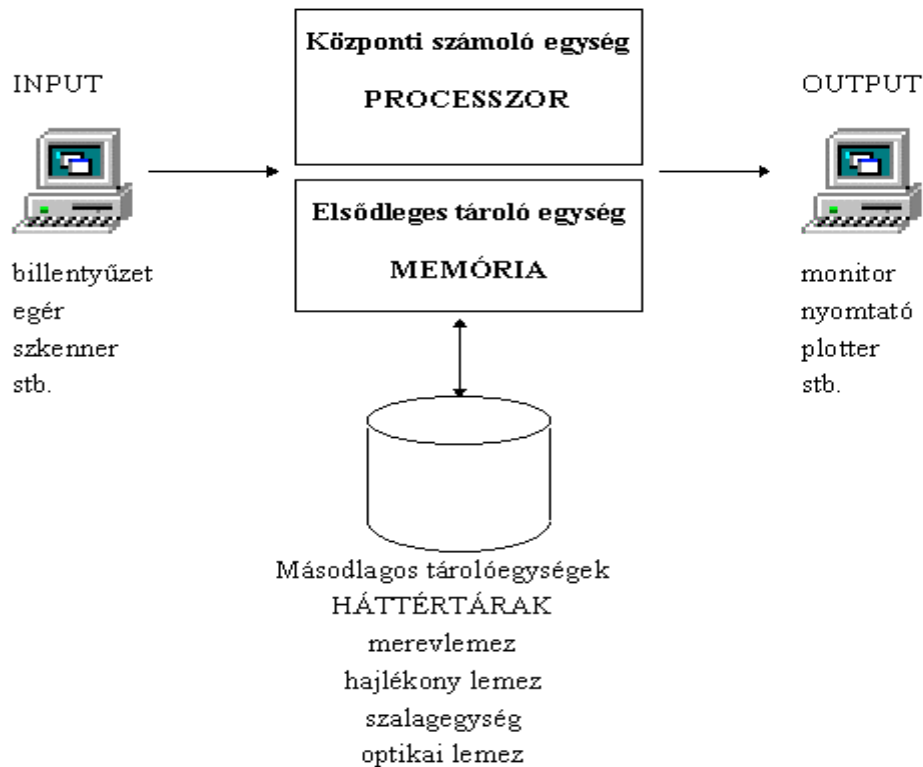 INPUT
billentyűzet
egér
szkenner
stb.
Központi számoló egység
PROCESSZOR
Elsődleges tároló egység
MEMÓRIA
OUTPUT
monitor
nyomtató
plotter
stb.
Másodlagos tárolóegységek
HÁTTÉRTÁRAK
merevlemez
hajlékony lemez
szalagegység
optikai lemez